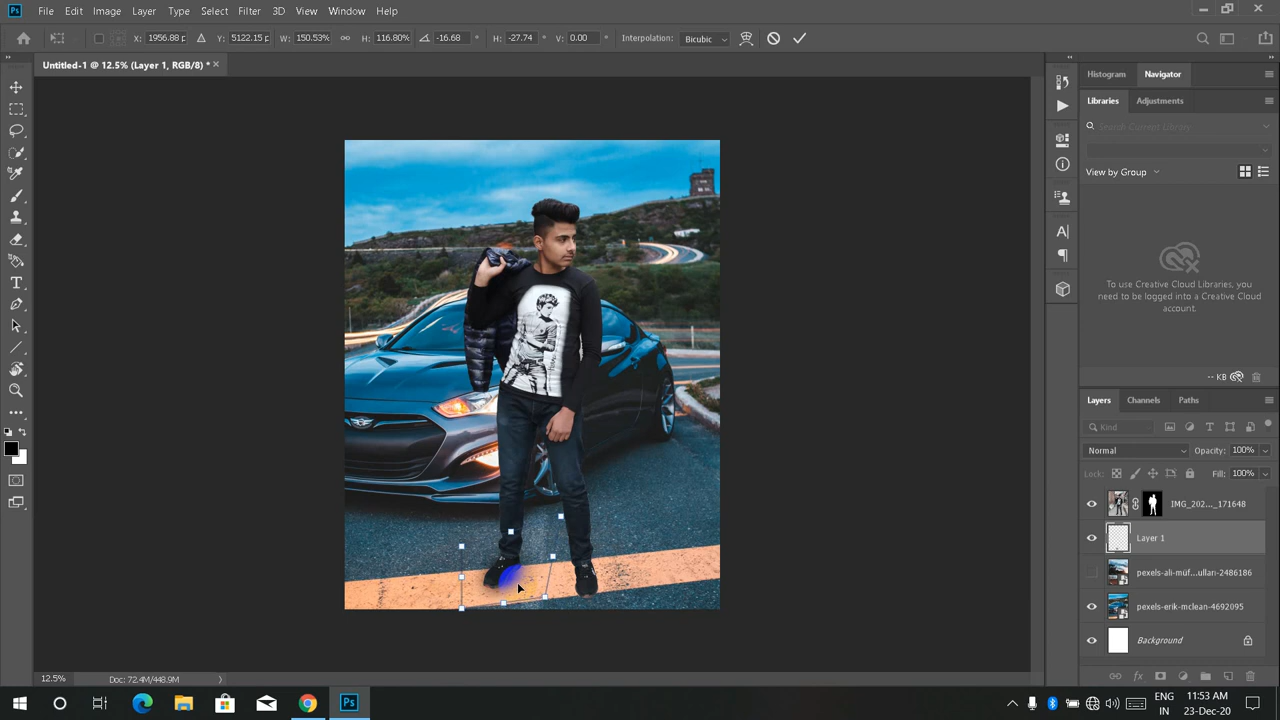 Ps File Edit Image Layer Type Select Filter 3D View Window Help
X: 1956.88 p Y: 5122.15 p W: 150.53% H: 116.80% -16.68 ° H: -27.74 ° V: 0.00 ° Interpolation: Bicubic
Untitled-1 @ 12.5% (Layer 1, RGB/8) * ×
Histogram Navigator
Libraries Adjustments
Search Current Library
View by Group
To use Creative Cloud Libraries, you
need to be logged into a Creative Cloud
account.
-- KB
Layers Channels Paths
Kind
Normal Opacity: 100%
Lock: Fill: 100%
IMG_202..._171648
Layer 1
pexels-ali-müf...ulları-2486186
pexels-erik-mclean-4692095
Background
12.5% Doc: 72.4M/448.9M
Ps
ENG
IN
11:53 AM
23-Dec-20